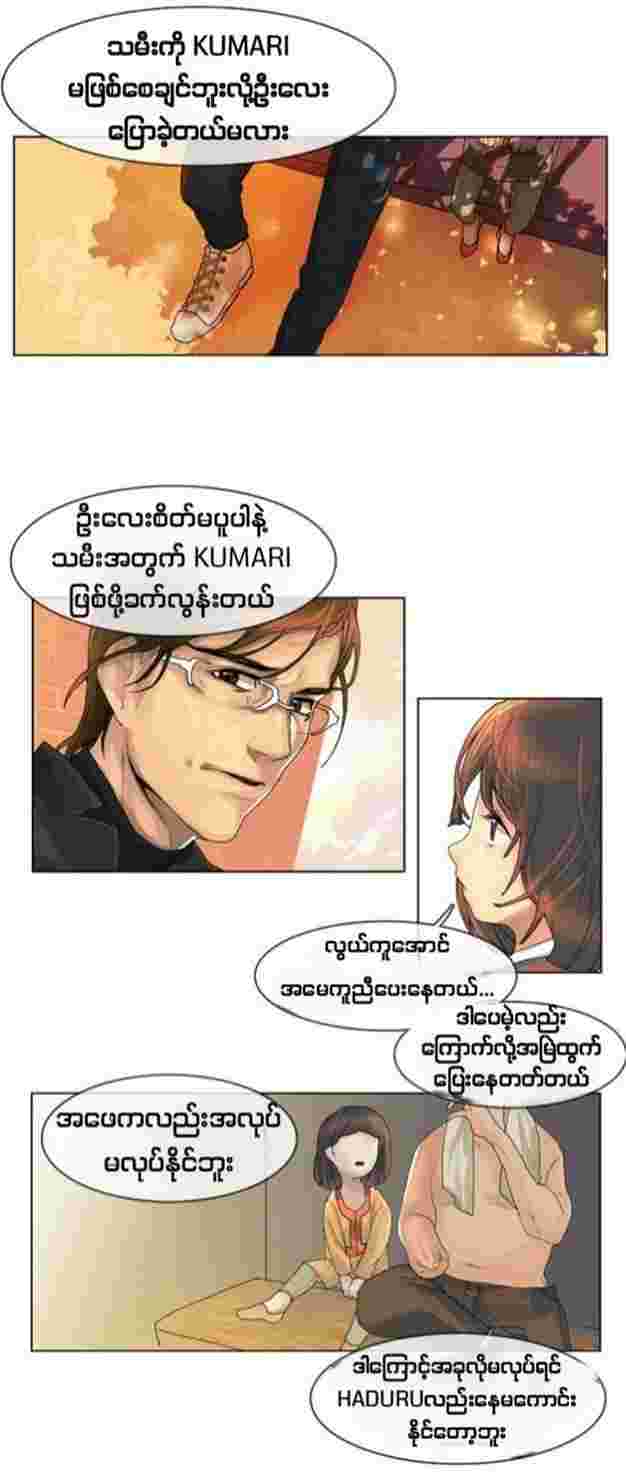 သမီးကို KUMARI
မဖြစ်စေချင်ဘူးလို့ဦးလေး
ပြောခဲ့တယ်မလား
ဦးလေးစိတ်မပူပါနဲ့
သမီးအတွက် KUMARI
ဖြစ်ဖို့ခက်လွန်းတယ်
လွယ်ကူအောင်
အမေကူညီပေးနေတယ်...
ဒါပေမဲ့လည်း
ကြောက်လို့အမြဲထွက်
ပြေးနေတတ်တယ်
အဖေကလည်းအလုပ်
မလုပ်နိုင်ဘူး
ဒါကြောင့်အခုလိုမလုပ်ရင်
HADURUလည်းနေမကောင်း
နိုင်တော့ဘူး